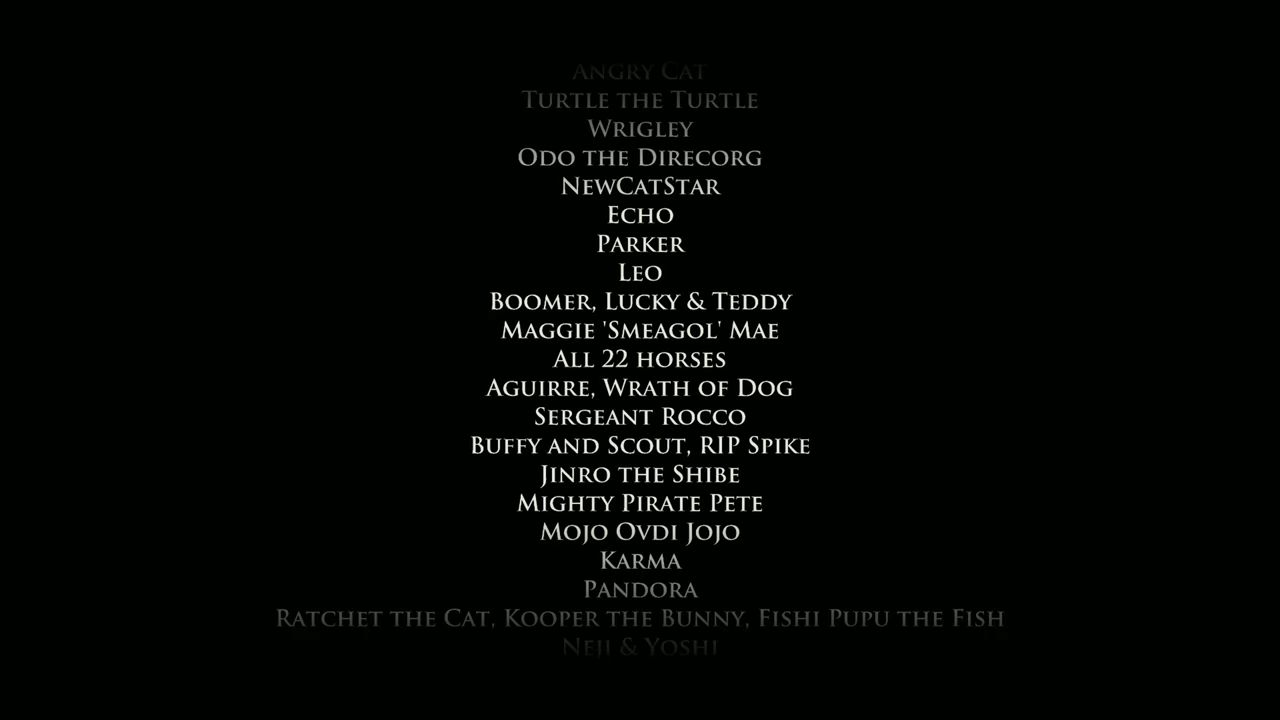 Angry Cat
Turtle the Turtle
Wrigley
Odo the Direcorg
NewCatStar
Echo
Parker
Leo
Boomer, Lucky & Teddy
Maggie 'Smeagol' Mae
All 22 horses
Aguirre, Wrath of Dog
Sergeant Rocco
Buffy and Scout, RIP Spike
Jinro the Shibe
Mighty Pirate Pete
Mojo Ovdi Jojo
Karma
Pandora
Ratchet the Cat, Kooper the Bunny, Fishi Pupu the Fish
Neji & Yoshi